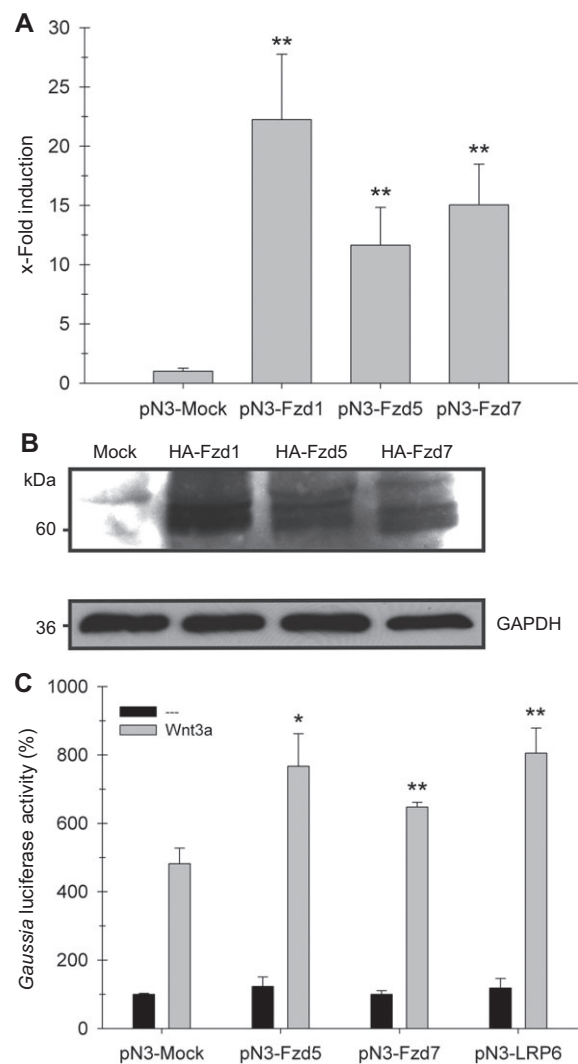 A
x-Fold induction
30
25
20
15
10
5
0
**
**
**
pN3-Mock pN3-Fzd1 pN3-Fzd5 pN3-Fzd7
B
Mock HA-Fzd1 HA-Fzd5 HA-Fzd7
kDa
60
36
GAPDH
C
Gaussia luciferase activity (%)
1000
800
600
400
200
0
---
Wnt3a
*
**
**
pN3-Mock pN3-Fzd5 pN3-Fzd7 pN3-LRP6